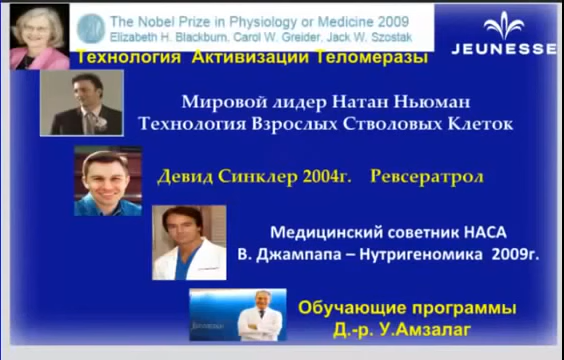 The Nobel Prize in Physiology or Medicine 2009
Elizabeth H. Blackburn, Carol W. Greider, Jack W. Szostak
JEUNESSE
Технология Активизации Теломеразы
Мировой лидер Натан Ньюман
Технология Взрослых Стволовых Клеток
Девид Синклер 2004г. Ревсератрол
Медицинский советник НАСА
В. Джампапа – Нутригеномика 2009г.
Обучающие программы
Д.-р. У.Амзалаг